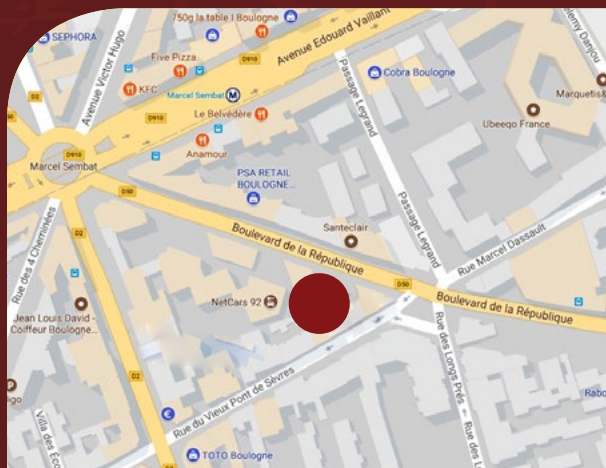 750g la table | Boulogne
SEPHORA
Avenue Edouard Vaillant
D910
Avenue Victor Hugo
Five Pizza
KFC
D2
Marcel Sembat
D910
Le Belvédère
Anamour
Cobra Boulogne
Passage Legrand
Ubeeqo France
Marquetis&
D910
Marcel Sembat
D50
PSA RETAIL
BOULOGNE...
D2
Boulevard de la République
Santeclair
Passage Legrand
Rue Marcel Dassault
Rue des 4 Cheminées
NetCars 92
D50
Boulevard de la République
Jean Louis David -
Coiffeur Boulogne...
Rue des Longs Prés
D2
Rue du Vieux Pont de Sèvres
TOTO Boulogne